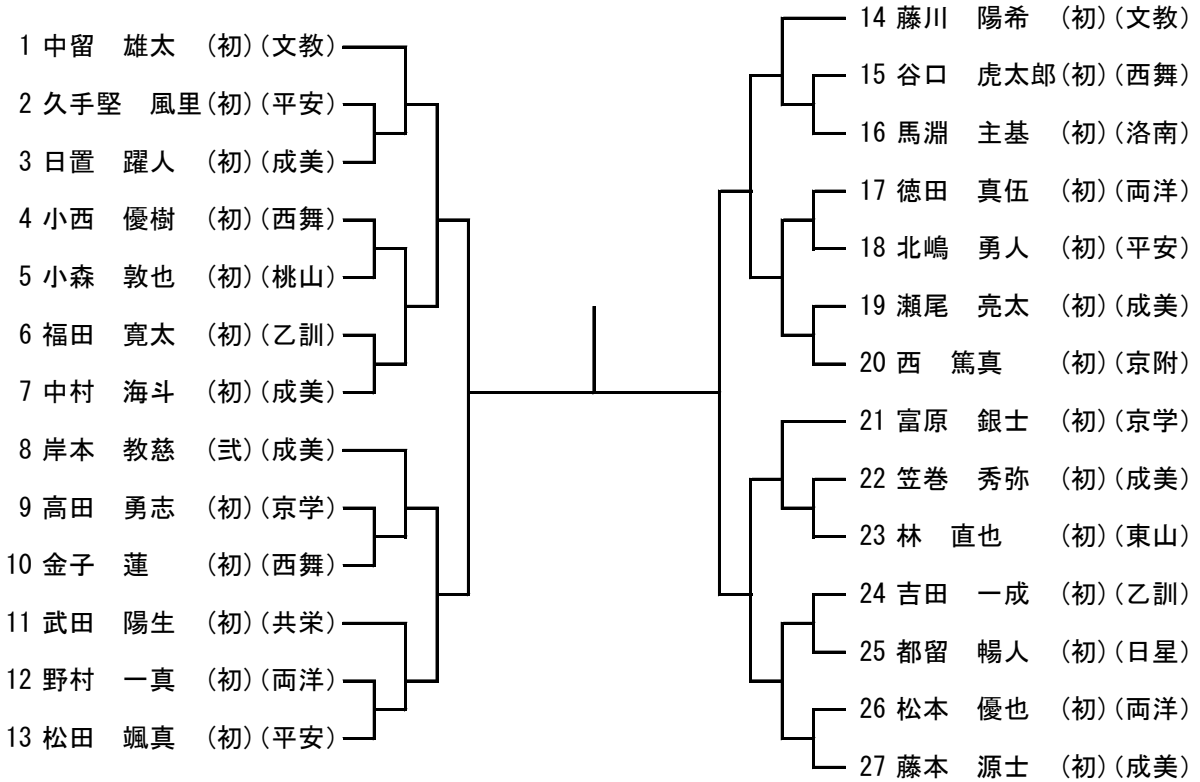 1 中留　雄太　(初)(文教)
2 久手堅　風里(初)(平安)
3 日置　躍人　(初)(成美)
4 小西　優樹　(初)(西舞)
5 小森　敦也　(初)(桃山)
6 福田　寛太　(初)(乙訓)
7 中村　海斗　(初)(成美)
8 岸本　教慈　(弐)(成美)
9 高田　勇志　(初)(京学)
10 金子　蓮　　(初)(西舞)
11 武田　陽生　(初)(共栄)
12 野村　一真　(初)(両洋)
13 松田　颯真　(初)(平安)
14 藤川　陽希　(初)(文教)
15 谷口　虎太郎(初)(西舞)
16 馬淵　主基　(初)(洛南)
17 徳田　真伍　(初)(両洋)
18 北嶋　勇人　(初)(平安)
19 瀬尾　亮太　(初)(成美)
20 西　篤真　　(初)(京附)
21 富原　銀士　(初)(京学)
22 笠巻　秀弥　(初)(成美)
23 林　直也　　(初)(東山)
24 吉田　一成　(初)(乙訓)
25 都留　暢人　(初)(日星)
26 松本　優也　(初)(両洋)
27 藤本　源士　(初)(成美)